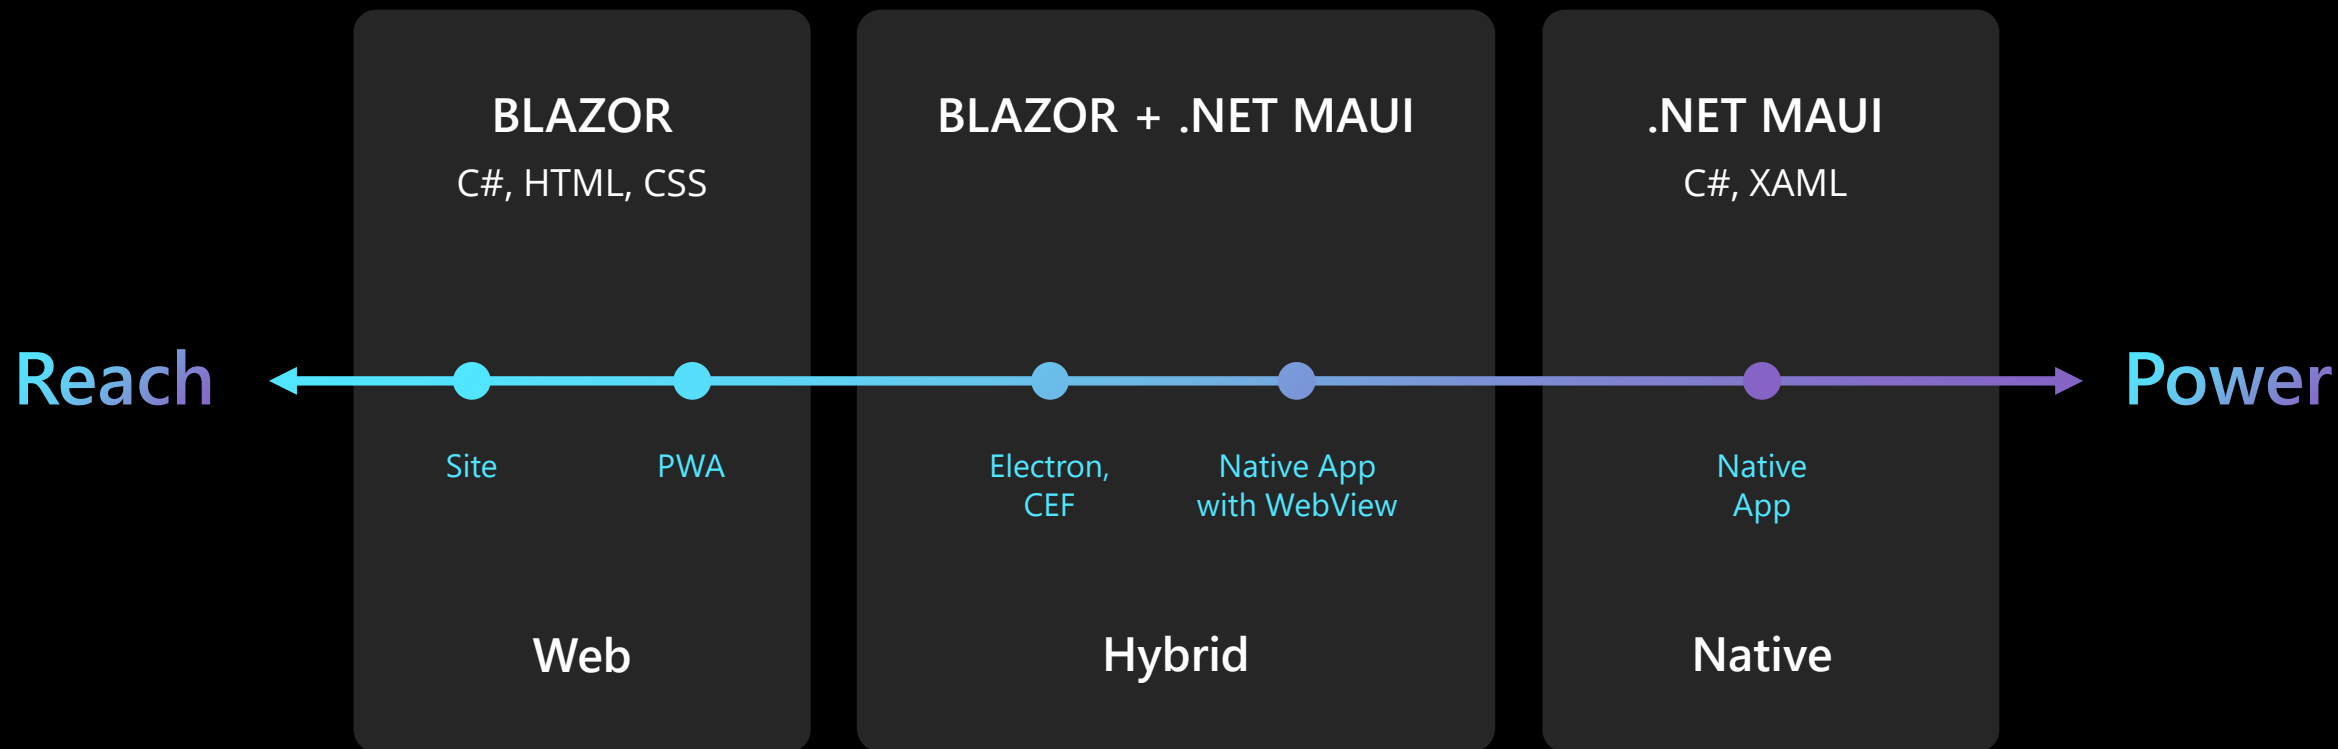 BLAZOR
C#, HTML, CSS
BLAZOR + .NET MAUI
.NET MAUI
C#, XAML
Reach
Power
Site
PWA
Electron,
CEF
Native App
with WebView
Native
App
Web
Hybrid
Native